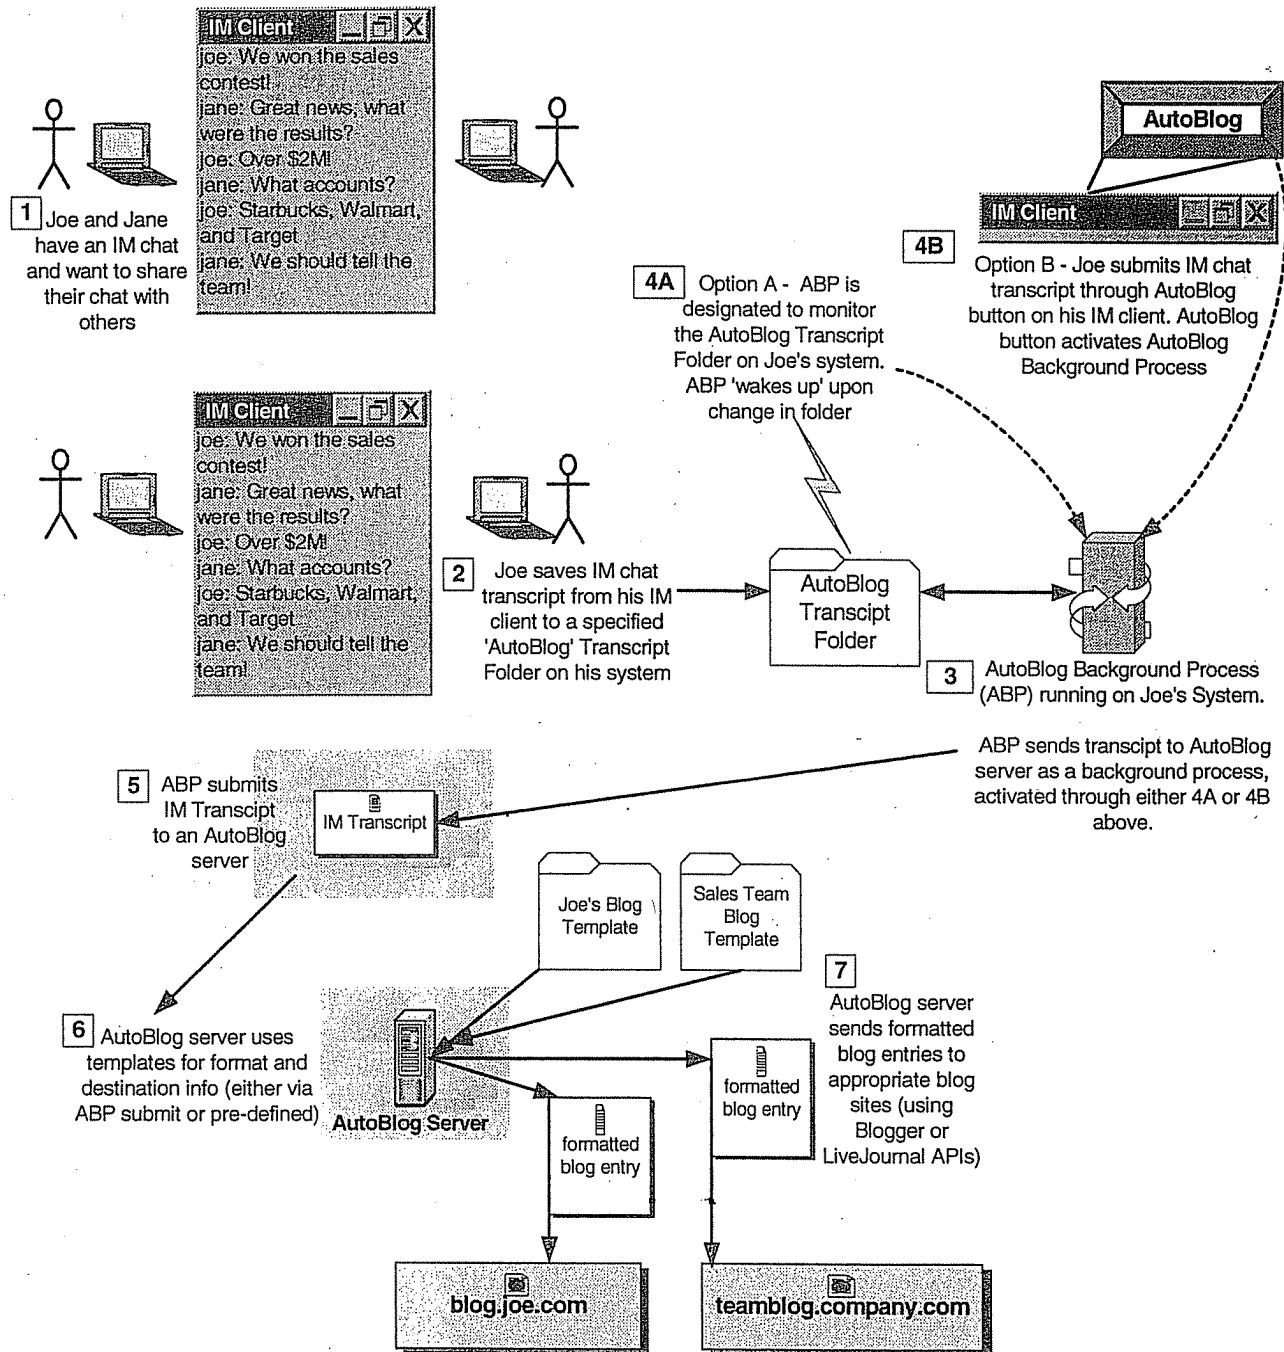 IM Client
joe: We won the sales
contest!
jane: Great news, what
were the results?
joe: Over $2M!
jane: What accounts?
joe: Starbucks, Walmart,
and Target
jane: We should tell the
team!
1 Joe and Jane
have an IM chat
and want to share
their chat with
others
AutoBlog
IM Client
4B
Option B - Joe submits IM chat
transcript through AutoBlog
button on his IM client. AutoBlog
button activates AutoBlog
Background Process
4A Option A - ABP is
designated to monitor
the AutoBlog Transcript
Folder on Joe's system.
ABP 'wakes up' upon
change in folder
IM Client
joe: We won the sales
contest!
jane: Great news, what
were the results?
joe: Over $2M!
jane: What accounts?
joe: Starbucks, Walmart,
and Target
jane: We should tell the
team!
2 Joe saves IM chat
transcript from his IM
client to a specified
'AutoBlog' Transcript
Folder on his system
AutoBlog
Transcipt
Folder
3 AutoBlog Background Process
(ABP) running on Joe's System.
ABP sends transcipt to AutoBlog
server as a background process,
activated through either 4A or 4B
above.
5 ABP submits
IM Transcipt
to an AutoBlog
server
IM Transcript
Joe's Blog
Template
Sales Team
Blog
Template
6 AutoBlog server uses
templates for format and
destination info (either via
ABP submit or pre-defined)
AutoBlog Server
7
AutoBlog server
sends formatted
blog entries to
appropriate blog
sites (using
Blogger or
LiveJournal APIs)
formatted
blog entry
formatted
blog entry
blog.joe.com
teamblog.company.com